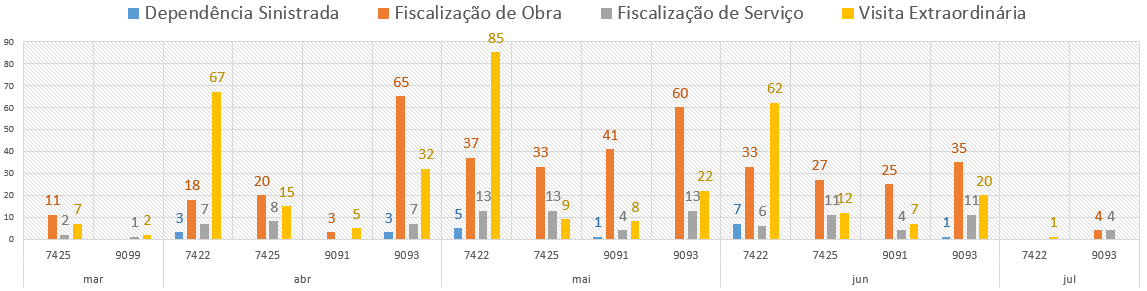 Dependência Sinistrada Fiscalização de Obra Fiscalização de Serviço Visita Extraordinária
90
80
70
60
50
40
30
20
10
0
11 2 7
1 2
3 18 7 67
20 8 15
3 5
3 65 7 32
5 37 13 85
33 13 9
1 41 4 8
60 13 22
7 33 6 62
27 11 12
25 4 7
1 35 11 20
1
4 4
7425 9099 7422 7425 9091 9093 7422 7425 9091 9093 7422 7425 9091 9093 7422 9093
mar abr mai jun jul